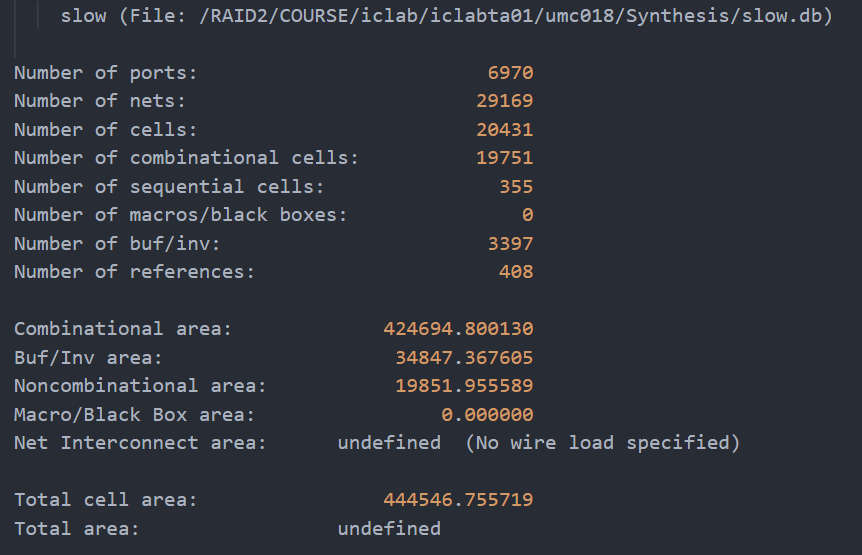 slow (File: /RAID2/COURSE/iclab/iclabta01/umc018/Synthesis/slow.db)
Number of ports: 6970
Number of nets: 29169
Number of cells: 20431
Number of combinational cells: 19751
Number of sequential cells: 355
Number of macros/black boxes: 0
Number of buf/inv: 3397
Number of references: 408
Combinational area: 424694.800130
Buf/Inv area: 34847.367605
Noncombinational area: 19851.955589
Macro/Black Box area: 0.000000
Net Interconnect area: undefined (No wire load specified)
Total cell area: 444546.755719
Total area: undefined